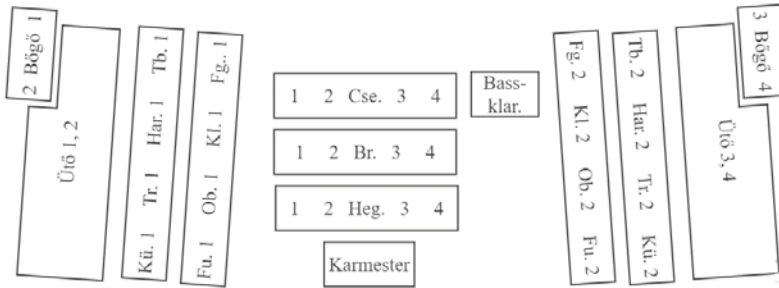 2 Bőgő 1
Ütő 1, 2
Kü. 1 Tr. 1 Har. 1 Tb. 1
Fu. 1 Ob. 1 Kl. 1 Fg.. 1
1 2 Cse. 3 4
Bass-
klar.
1 2 Br. 3 4
1 2 Heg. 3 4
Karmester
Fg. 2 Kl. 2 Ob. 2 Fu. 2
Tb. 2 Har. 2 Tr. 2 Kü. 2
3 Bőgő 4
Ütő 3, 4